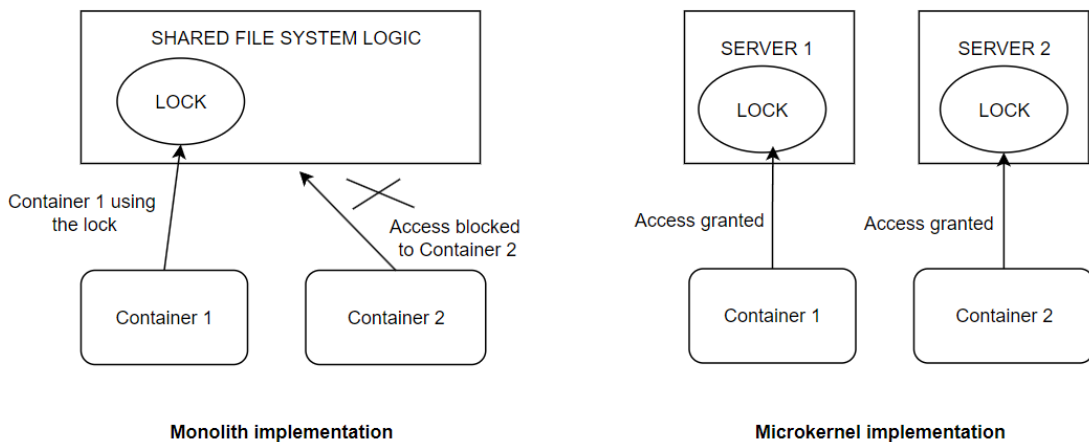 SHARED FILE SYSTEM LOGIC
LOCK
Container 1 using
the lock
Access blocked
to Container 2
Container 1
Container 2
Monolith implementation
SERVER 1
LOCK
Access granted
Container 1
SERVER 2
LOCK
Access granted
Container 2
Microkernel implementation